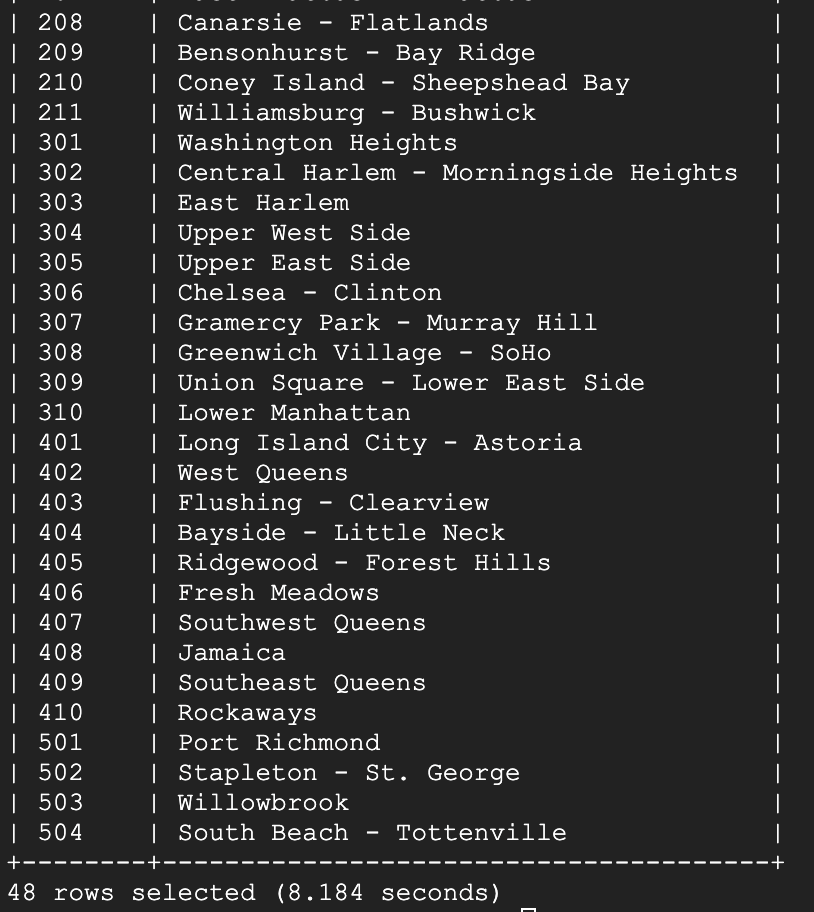 | 208    | Canarsie - Flatlands                  |
| 209    | Bensonhurst - Bay Ridge               |
| 210    | Coney Island - Sheepshead Bay         |
| 211    | Williamsburg - Bushwick               |
| 301    | Washington Heights                    |
| 302    | Central Harlem - Morningside Heights  |
| 303    | East Harlem                           |
| 304    | Upper West Side                       |
| 305    | Upper East Side                       |
| 306    | Chelsea - Clinton                     |
| 307    | Gramercy Park - Murray Hill           |
| 308    | Greenwich Village - SoHo              |
| 309    | Union Square - Lower East Side        |
| 310    | Lower Manhattan                       |
| 401    | Long Island City - Astoria            |
| 402    | West Queens                           |
| 403    | Flushing - Clearview                  |
| 404    | Bayside - Little Neck                 |
| 405    | Ridgewood - Forest Hills              |
| 406    | Fresh Meadows                         |
| 407    | Southwest Queens                      |
| 408    | Jamaica                               |
| 409    | Southeast Queens                      |
| 410    | Rockaways                             |
| 501    | Port Richmond                         |
| 502    | Stapleton - St. George                |
| 503    | Willowbrook                           |
| 504    | South Beach - Tottenville             |
+--------+---------------------------------------+
48 rows selected (8.184 seconds)